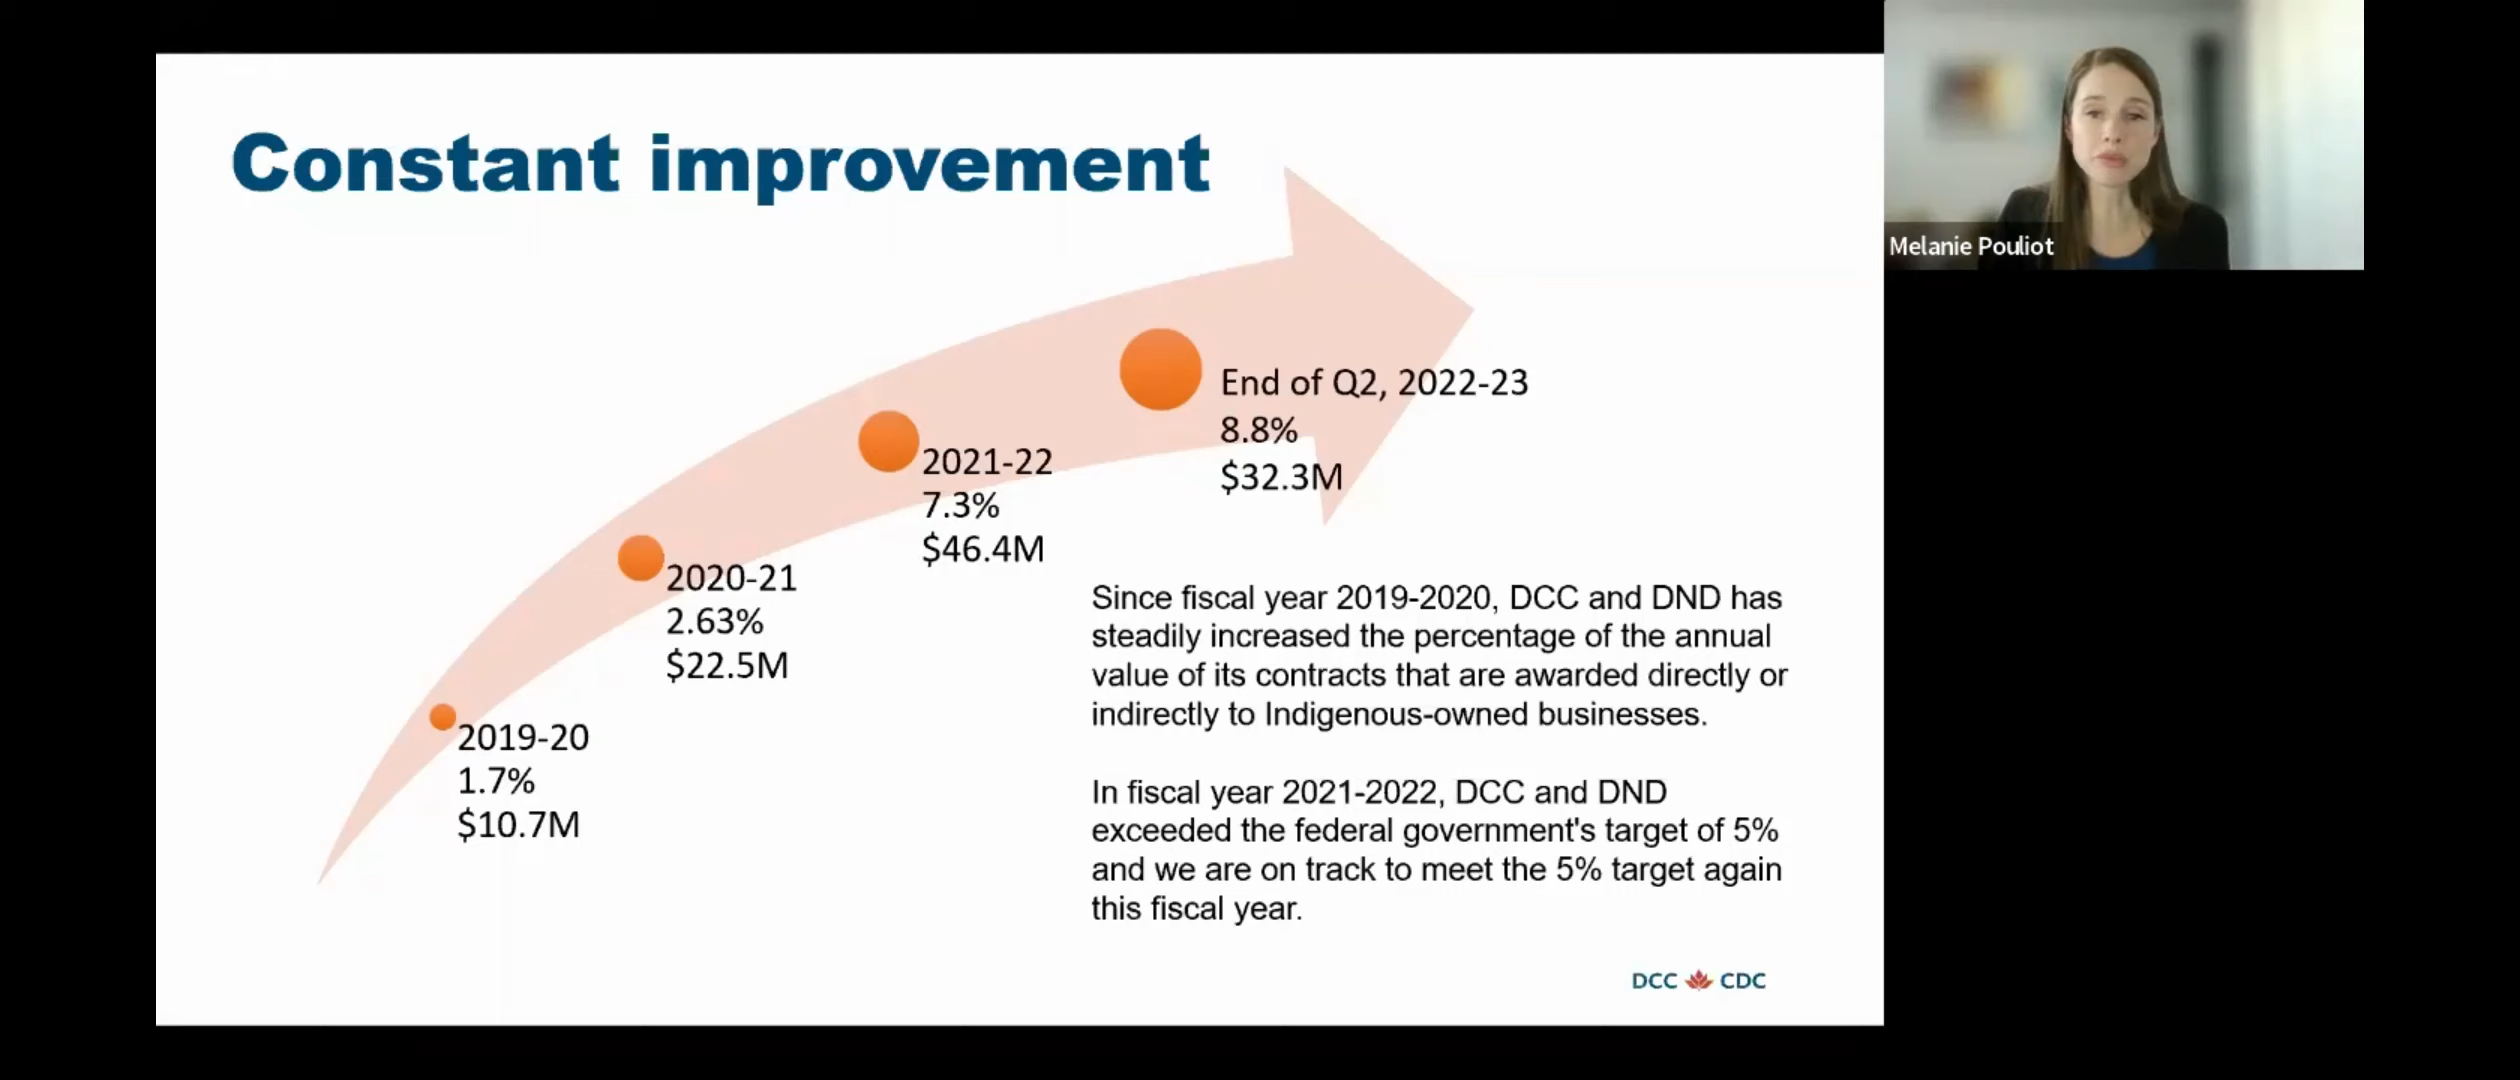 Constant improvement
Melanie Pouliot
End of Q2, 2022-23
8.8%
$32.3M
2021-22
7.3%
$46.4M
2020-21
2.63%
$22.5M
2019-20
1.7%
$10.7M
Since fiscal year 2019-2020, DCC and DND has
steadily increased the percentage of the annual
value of its contracts that are awarded directly or
indirectly to Indigenous-owned businesses.
In fiscal year 2021-2022, DCC and DND
exceeded the federal government's target of 5%
and we are on track to meet the 5% target again
this fiscal year.
DCC CDC